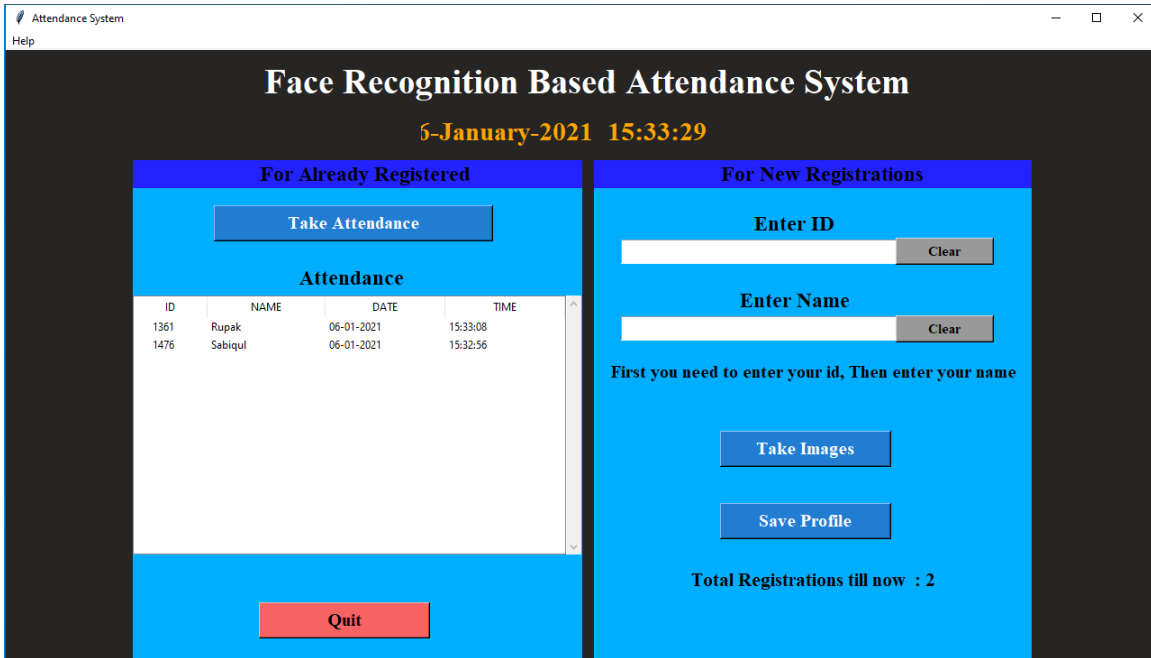 Attendance System
Help
Face Recognition Based Attendance System
6-January-2021 15:33:29
For Already Registered
Take Attendance
Attendance
ID NAME DATE TIME
1361 Rupak 06-01-2021 15:33:08
1476 Sabiqul 06-01-2021 15:32:56
Quit
For New Registrations
Enter ID
Clear
Enter Name
Clear
First you need to enter your id, Then enter your name
Take Images
Save Profile
Total Registrations till now : 2